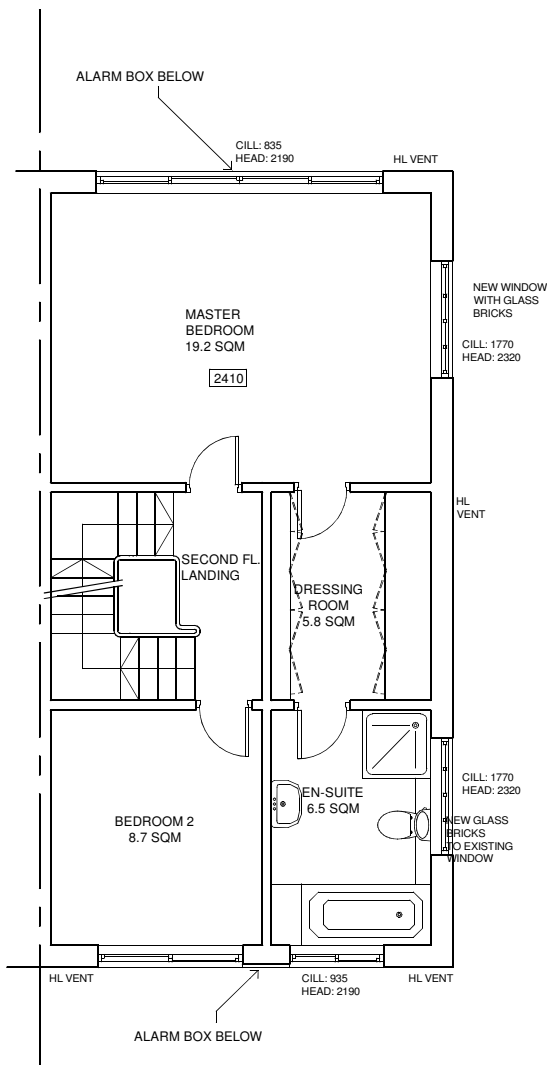 ALARM BOX BELOW
CILL: 835
HEAD: 2190
HL VENT
NEW WINDOW
WITH GLASS
BRICKS
CILL: 1770
HEAD: 2320
MASTER
BEDROOM
19.2 SQM
2410
HL
VENT
SECOND FL.
LANDING
DRESSING
ROOM
5.8 SQM
CILL: 1770
HEAD: 2320
EN-SUITE
6.5 SQM
NEW GLASS
BRICKS
TO EXISTING
WINDOW
BEDROOM 2
8.7 SQM
HL VENT
CILL: 935
HEAD: 2190
HL VENT
ALARM BOX BELOW